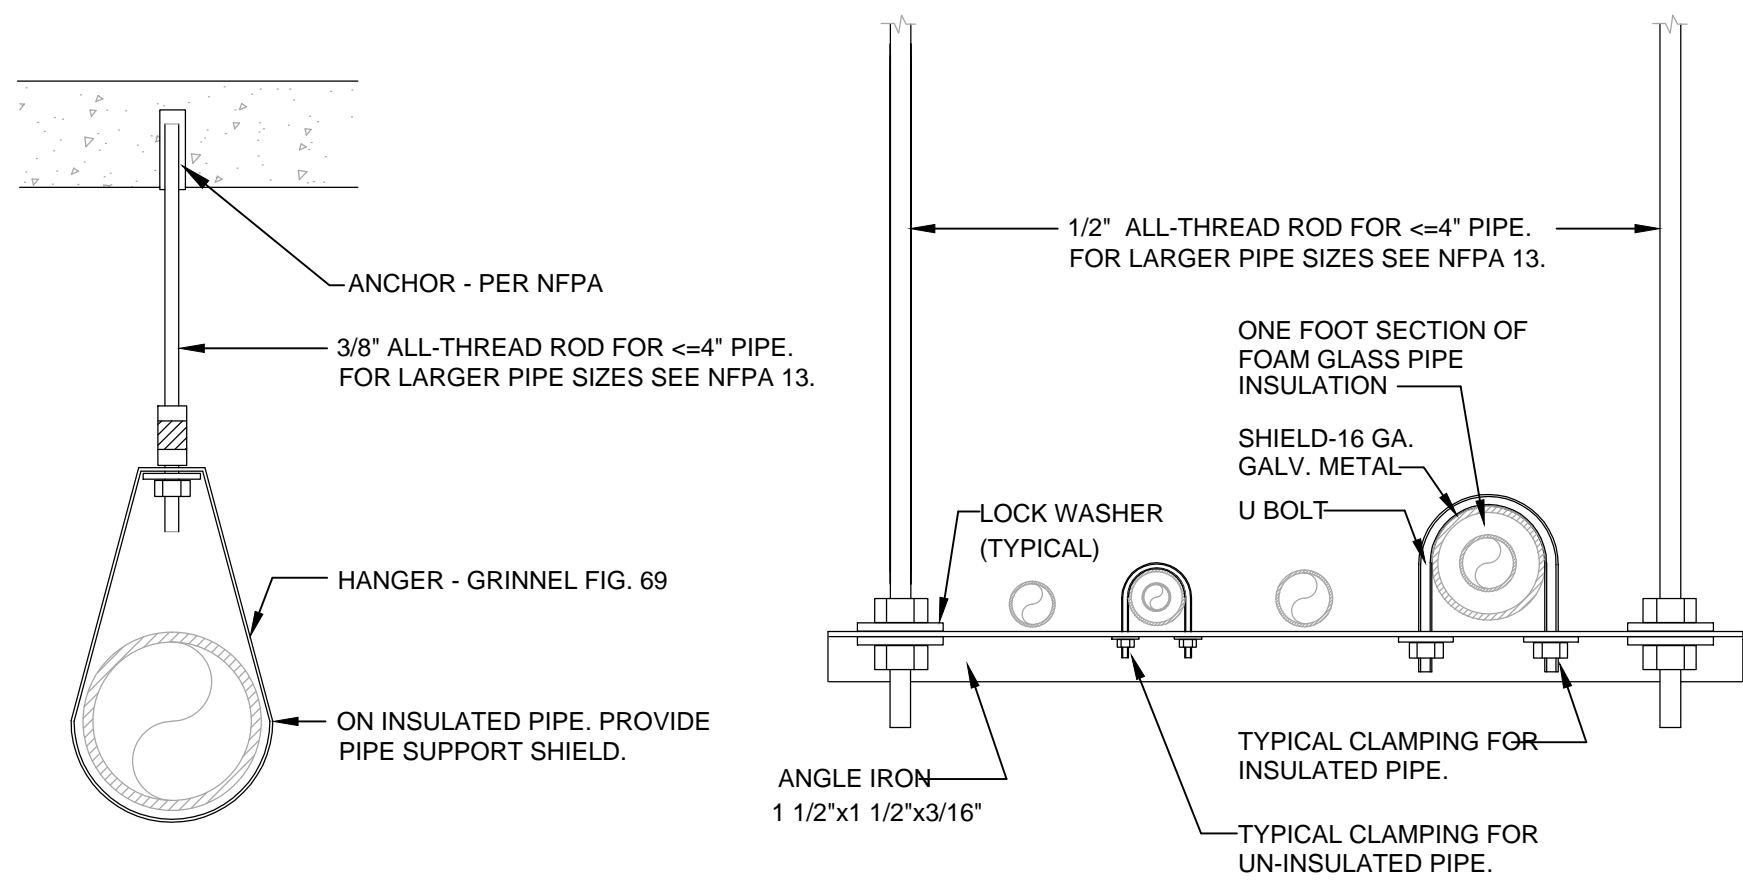 ANCHOR - PER NFPA
3/8" ALL-THREAD ROD FOR <=4" PIPE.
FOR LARGER PIPE SIZES SEE NFPA 13.
HANGER - GRINNEL FIG. 69
ON INSULATED PIPE. PROVIDE
PIPE SUPPORT SHIELD.
1/2" ALL-THREAD ROD FOR <=4" PIPE.
FOR LARGER PIPE SIZES SEE NFPA 13.
ONE FOOT SECTION OF
FOAM GLASS PIPE
INSULATION
SHIELD-16 GA.
GALV. METAL
U BOLT
LOCK WASHER
(TYPICAL)
ANGLE IRON
1 1/2"x1 1/2"x3/16"
TYPICAL CLAMPING FOR
INSULATED PIPE.
TYPICAL CLAMPING FOR
UN-INSULATED PIPE.